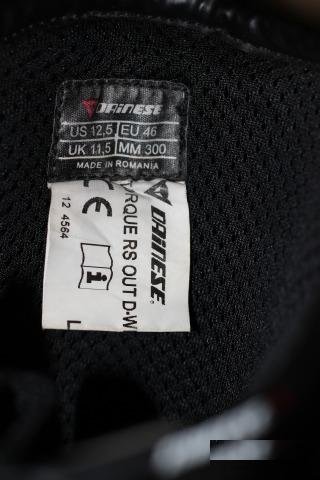 DAINESE
US 12,5 EU 46
UK 11,5 MM 300
MADE IN ROMANIA
DAINESE
TORQUE RS OUT D-W
CE
12 4564
i
L